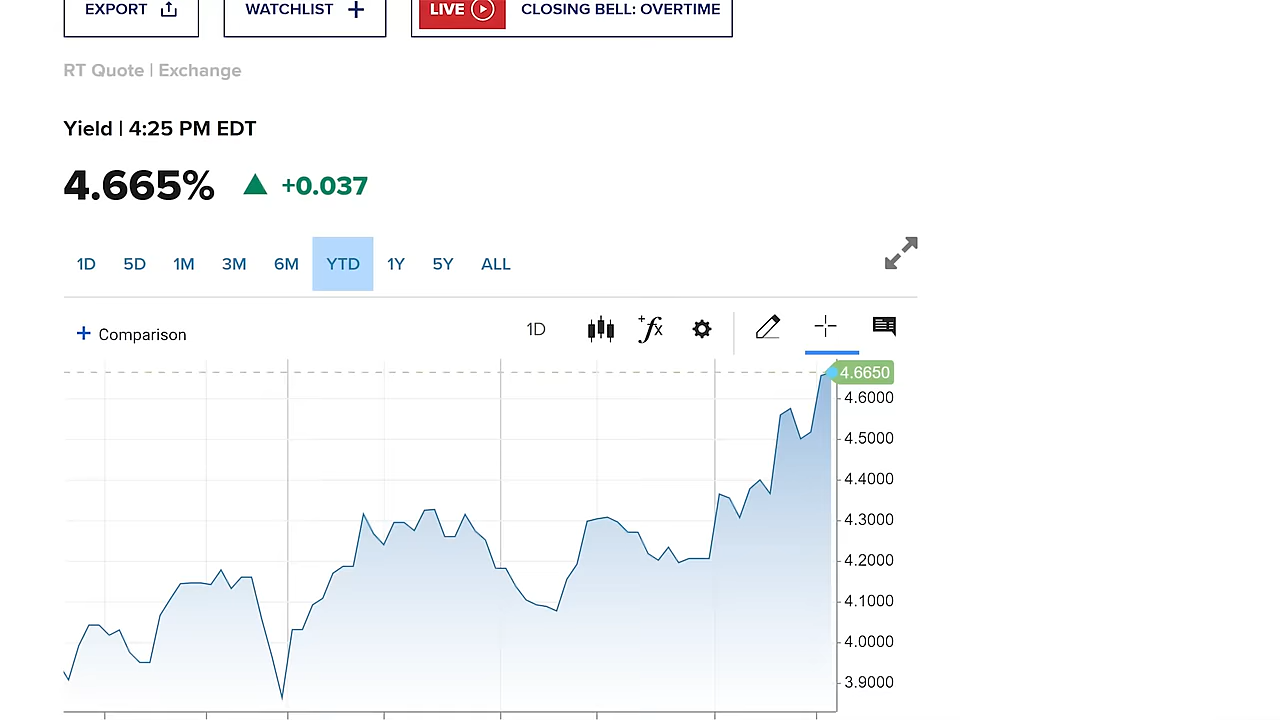 EXPORT WATCHLIST + LIVE CLOSING BELL: OVERTIME
RT Quote | Exchange
Yield | 4:25 PM EDT
4.665% ▲ +0.037
1D 5D 1M 3M 6M YTD 1Y 5Y ALL
+ Comparison 1D +fx
4.6650
4.6000
4.5000
4.4000
4.3000
4.2000
4.1000
4.0000
3.9000